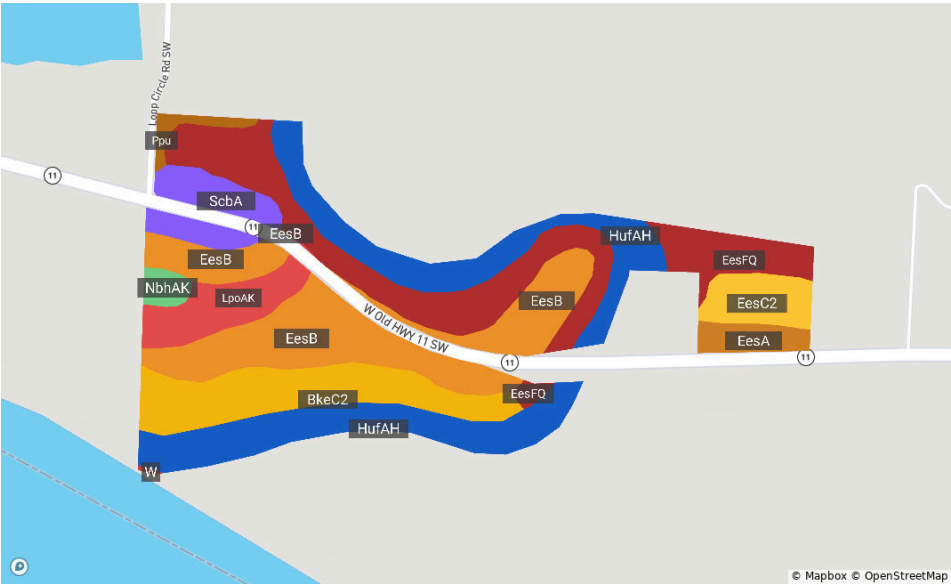 Loop Circle Rd SW
Ppu
11
ScbA
11
EesB
HufAH
EesB
EesFQ
NbhAK
LpoAK
EesB
EesC2
EesB
W Old HWY 11 SW
EesA
11
11
EesFQ
BkeC2
HufAH
W
© Mapbox © OpenStreetMap